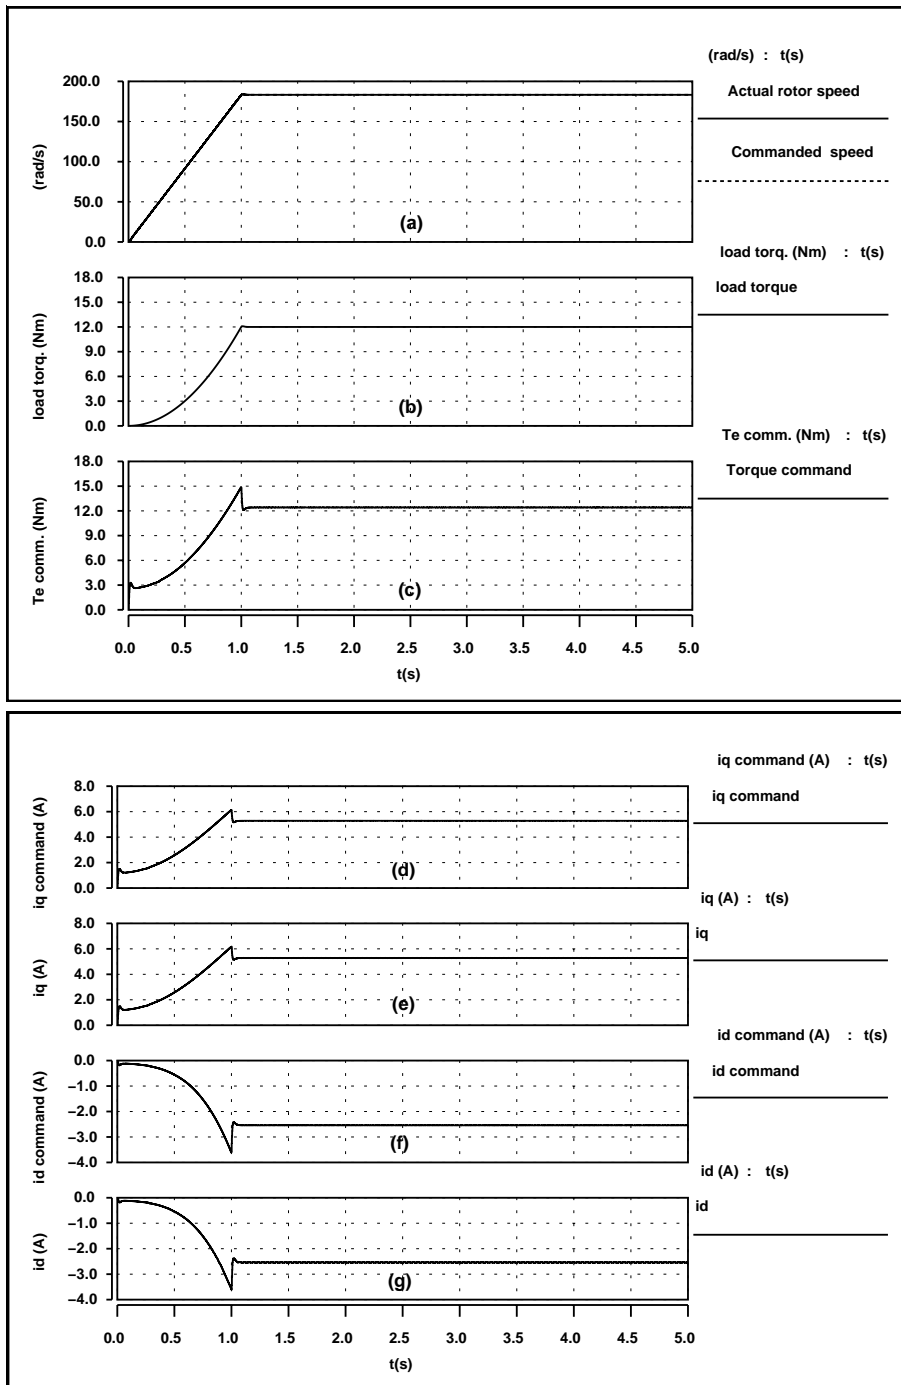 (rad/s) : t(s)
Actual rotor speed
Commanded speed
(rad/s)
200.0
150.0
100.0
50.0
0.0
(a)
load torq. (Nm) : t(s)
load torque
load torq. (Nm)
18.0
15.0
12.0
9.0
6.0
3.0
0.0
(b)
Te comm. (Nm) : t(s)
Torque command
Te comm. (Nm)
18.0
15.0
12.0
9.0
6.0
3.0
0.0
(c)
0.0 0.5 1.0 1.5 2.0 2.5 3.0 3.5 4.0 4.5 5.0
t(s)
iq command (A) : t(s)
iq command
iq command (A)
8.0
6.0
4.0
2.0
0.0
(d)
iq (A) : t(s)
iq
iq (A)
8.0
6.0
4.0
2.0
0.0
(e)
id command (A) : t(s)
id command
id command (A)
0.0
−1.0
−2.0
−3.0
−4.0
(f)
id (A) : t(s)
id
id (A)
0.0
−1.0
−2.0
−3.0
−4.0
(g)
0.0 0.5 1.0 1.5 2.0 2.5 3.0 3.5 4.0 4.5 5.0
t(s)